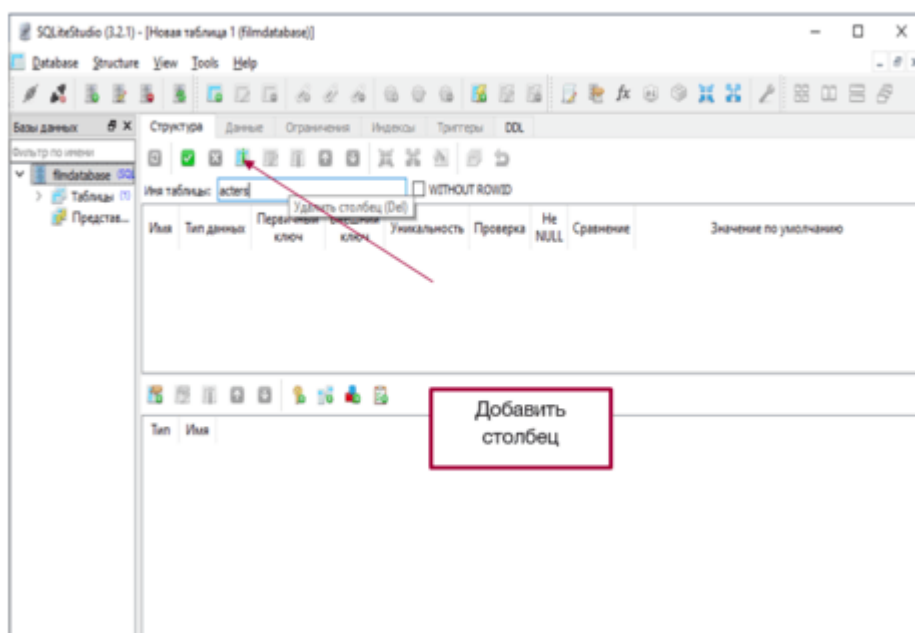 SQLiteStudio (3.2.1) - [Новая таблица 1 (filmdatabase)]
Database Structure View Tools Help
Базы данных
Структура Данные Ограничения Индексы Триггеры DDL
Фильтр по имени
filmdatabase (SQL
Имя таблицы: acters WITHOUT ROWID
Таблицы (1)
Удалить столбец (Del)
Представ...
Имя Тип данных Первичный ключ Внешний ключ Уникальность Проверка Не NULL Сравнение Значение по умолчанию
Добавить
столбец
Тип Имя